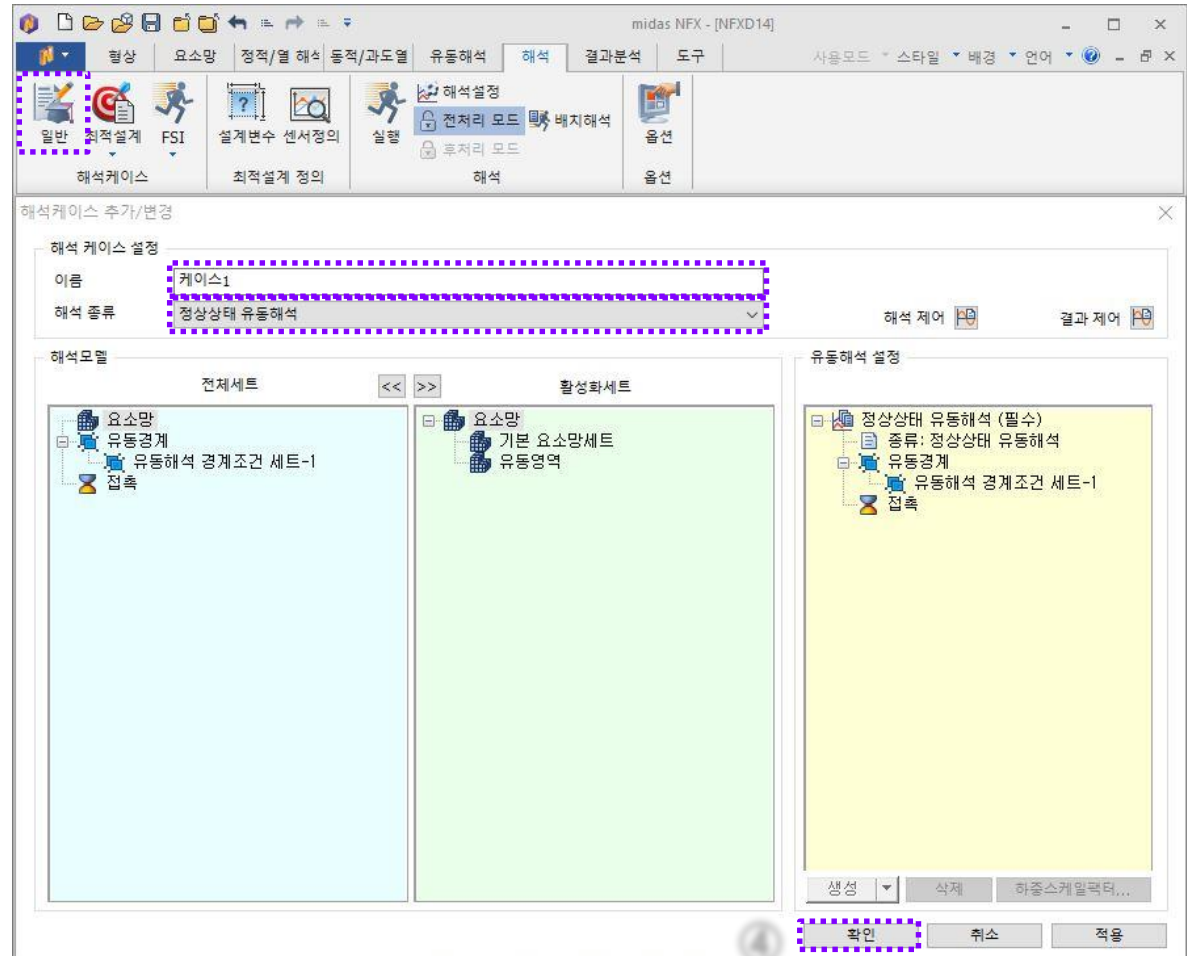 midas NFX - [NFXD14]
형상 요소망 정적/열 해석 동적/과도열 유동해석 해석 결과분석 도구 사용모드 스타일 배경 언어
해석설정
전처리 모드 배치해석
후처리 모드
일반 최적설계 FSI 설계변수 센서정의 실행 옵션
해석케이스 최적설계 정의 해석 옵션
해석케이스 추가/변경
해석 케이스 설정
이름 케이스1
해석 종류 정상상태 유동해석 해석 제어 결과 제어
해석모델 유동해석 설정
전체세트 << >> 활성화세트
요소망
유동경계
유동해석 경계조건 세트-1
접촉
요소망
기본 요소망세트
유동영역
정상상태 유동해석 (필수)
종류: 정상상태 유동해석
유동경계
유동해석 경계조건 세트-1
접촉
생성 삭제 하중스케일팩터...
④ 확인 취소 적용